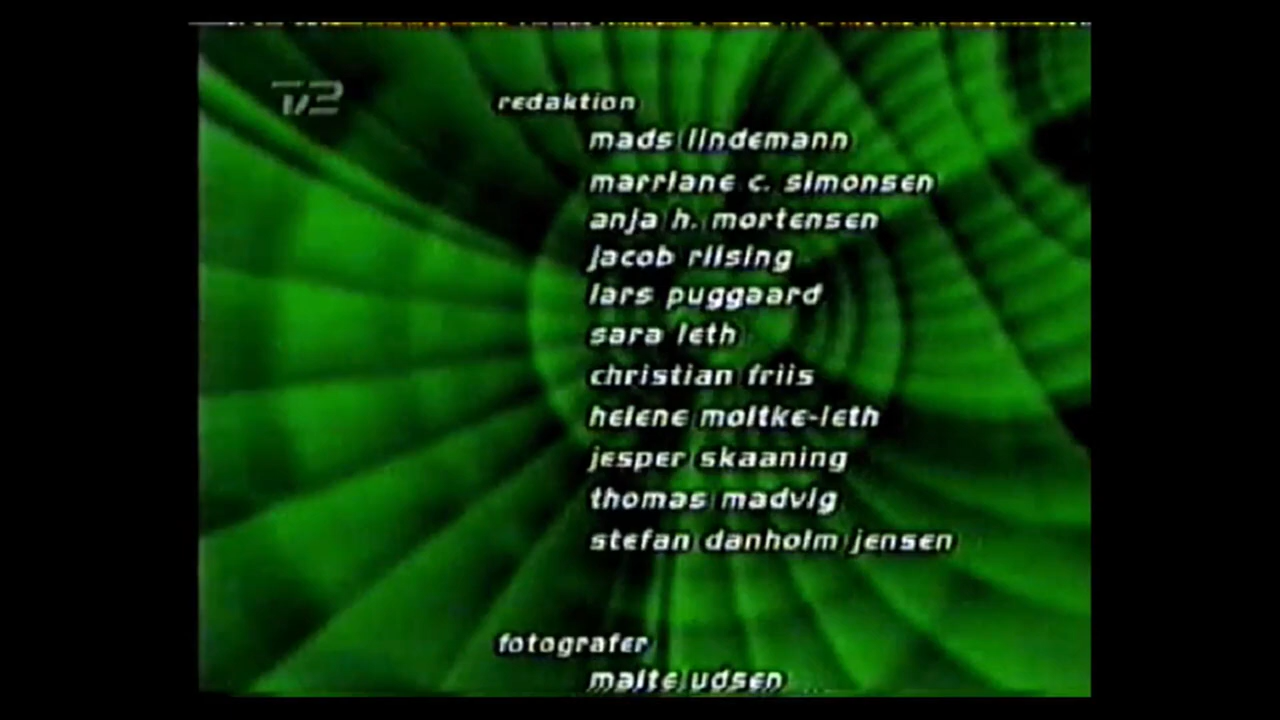 TV2
redaktion
mads lindemann
marriane c. simonsen
anja h. mortensen
jacob riising
lars puggaard
sara leth
christian friis
helene moltke-leth
jesper skaaning
thomas madvig
stefan danholm jensen
fotografer
malte udsen